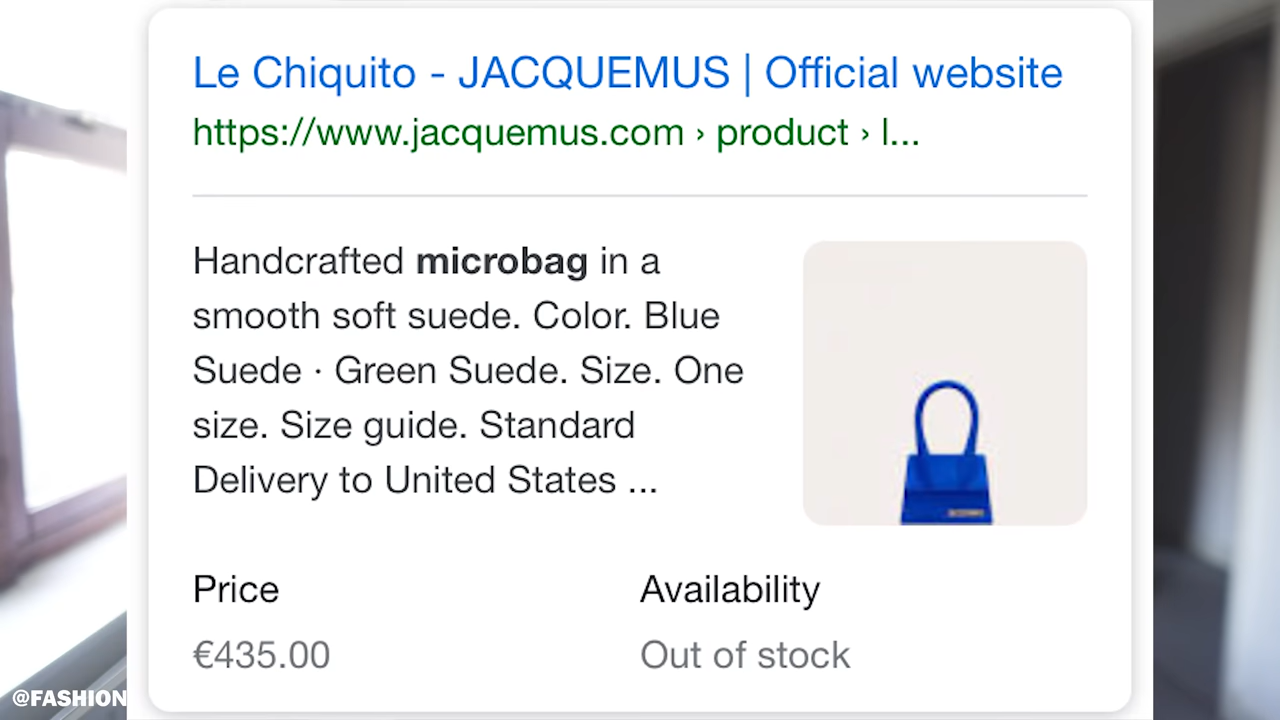 Le Chiquito - JACQUEMUS | Official website
https://www.jacquemus.com › product › l...
Handcrafted microbag in a
smooth soft suede. Color. Blue
Suede · Green Suede. Size. One
size. Size guide. Standard
Delivery to United States ...
Price
Availability
€435.00
Out of stock
@FASHION